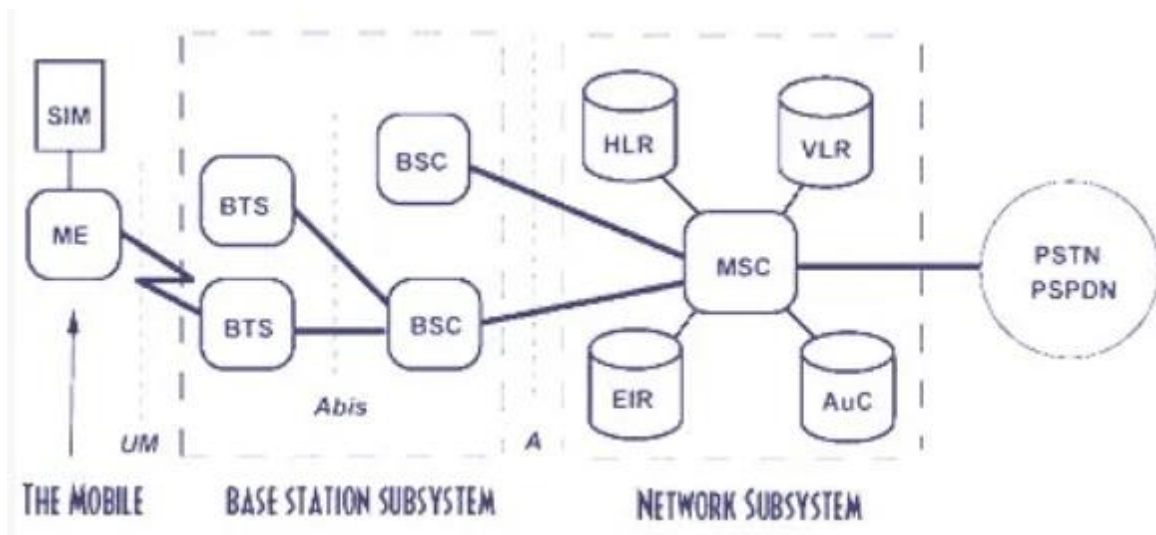 SIM
ME
BTS
BTS
BSC
BSC
HLR
VLR
MSC
EIR
AuC
PSTN
PSPDN
UM
Abis
A
THE MOBILE
BASE STATION SUBSYSTEM
NETWORK SUBSYSTEM